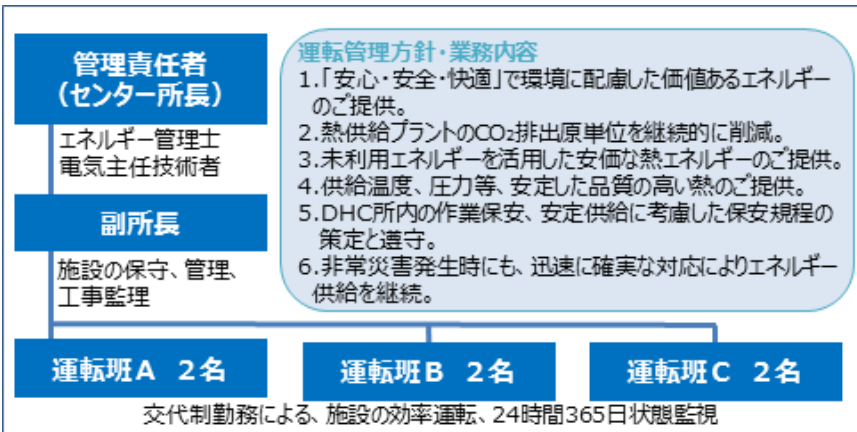 管理責任者
（センター所長）
エネルギー管理士
電気主任技術者
副所長
施設の保守、管理、
工事監理
運転管理方針・業務内容
1.「安心・安全・快適」で環境に配慮した価値あるエネルギー
のご提供。
2.熱供給プラントのCO₂排出原単位を継続的に削減。
3.未利用エネルギーを活用した安価な熱エネルギーのご提供。
4.供給温度、圧力等、安定した品質の高い熱のご提供。
5.DHC所内の作業保安、安定供給に考慮した保安規程の
策定と遵守。
6.非常災害発生時にも、迅速に確実な対応によりエネルギー
供給を継続。
運転班A 2名
運転班B 2名
運転班C 2名
交代制勤務による、施設の効率運転、24時間365日状態監視